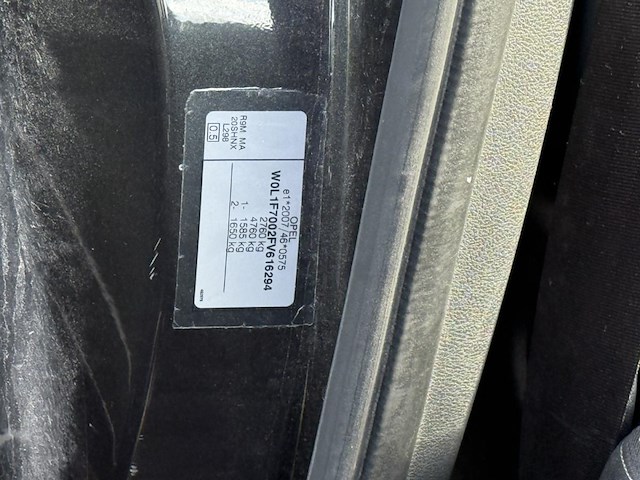 OPEL
e1*2007/46*0575
W0L1F7002FV616294
2760 kg
4760 kg
1- 1585 kg
2- 1650 kg
R9M MA
20SHNX
L298
0.5